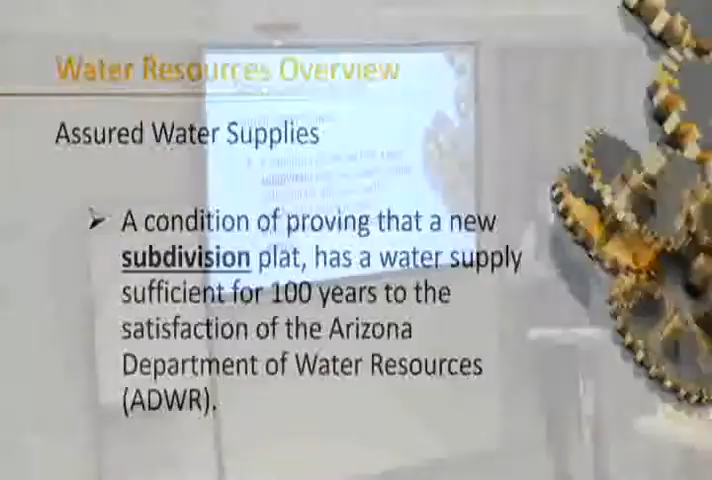 Water Resources Overview
Assured Water Supplies
➢ A condition of proving that a new
subdivision plat, has a water supply
sufficient for 100 years to the
satisfaction of the Arizona
Department of Water Resources
(ADWR).